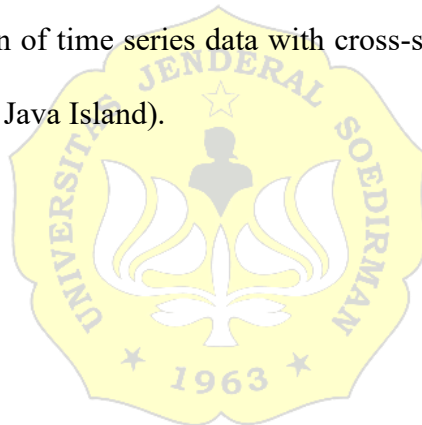 n of time series data with cross-s
Java Island).
UNIVERSITAS JENDERAL SOEDIRMAN
1963